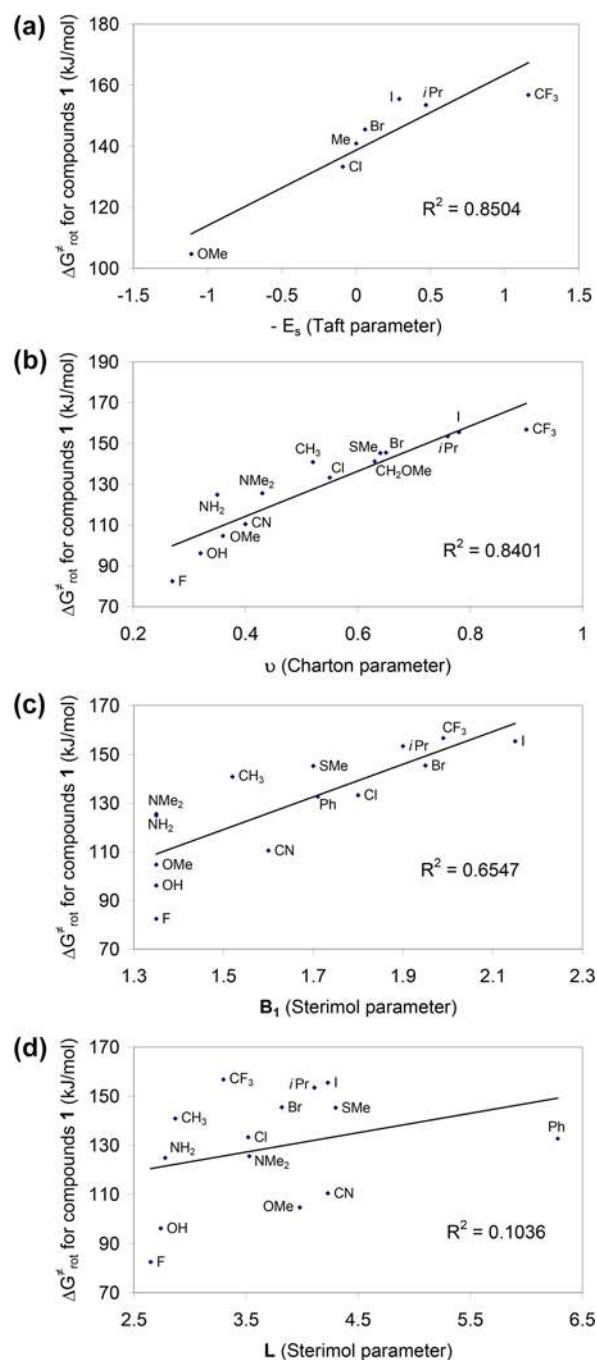 (a)
180
160
140
120
100
-1.5
-1
-0.5
0
0.5
1
1.5
ΔG≠rot for compounds 1 (kJ/mol)
- Es (Taft parameter)
I
iPr
CF3
Br
Me
Cl
OMe
R2 = 0.8504
(b)
190
170
150
130
110
90
70
0.2
0.4
0.6
0.8
1
ΔG≠rot for compounds 1 (kJ/mol)
υ (Charton parameter)
I
CF3
iPr
SMe
Br
CH3
CH2OMe
Cl
NMe2
NH2
CN
OMe
OH
F
R2 = 0.8401
(c)
170
150
130
110
90
70
1.3
1.5
1.7
1.9
2.1
2.3
ΔG≠rot for compounds 1 (kJ/mol)
B1 (Sterimol parameter)
CF3
iPr
I
SMe
Br
CH3
Ph
Cl
NMe2
NH2
CN
OMe
OH
F
R2 = 0.6547
(d)
170
150
130
110
90
70
2.5
3.5
4.5
5.5
6.5
ΔG≠rot for compounds 1 (kJ/mol)
L (Sterimol parameter)
CF3
iPr
I
Br
SMe
CH3
Cl
Ph
NH2
NMe2
CN
OMe
OH
F
R2 = 0.1036